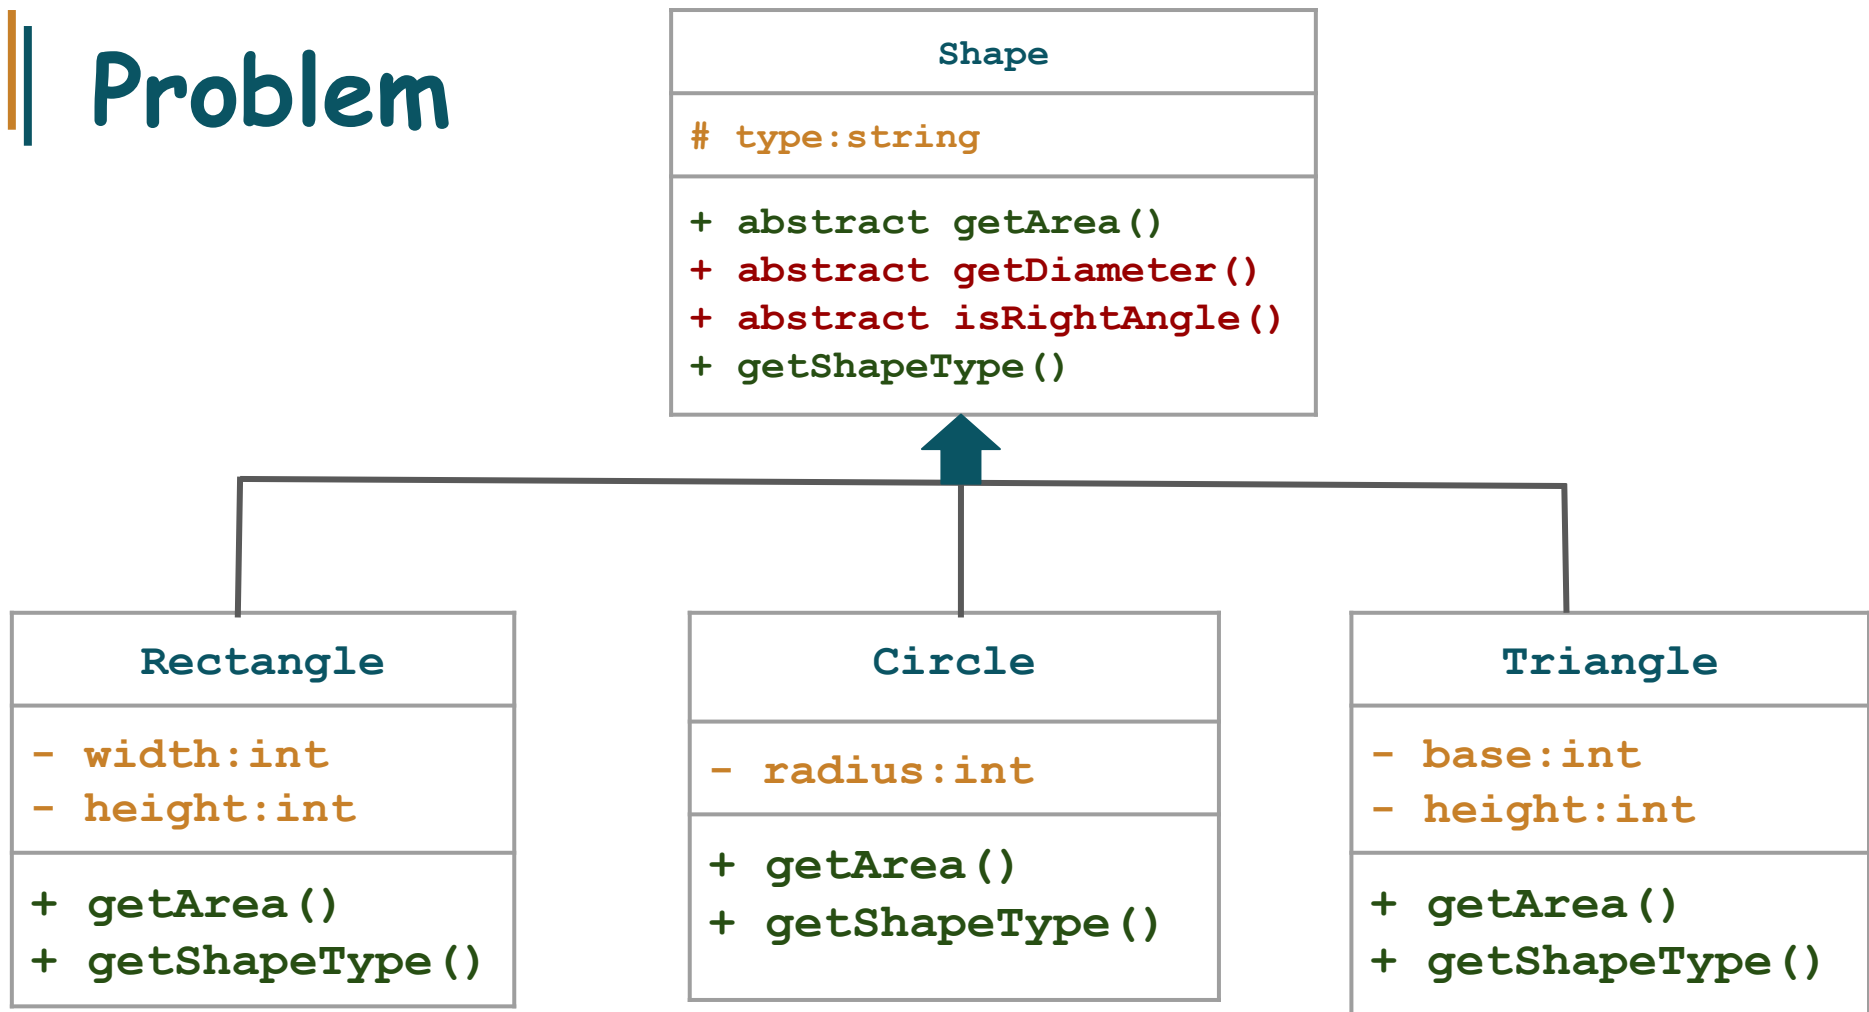 Problem
Shape
# type:string
+ abstract getArea()
+ abstract getDiameter()
+ abstract isRightAngle()
+ getShapeType()
Rectangle
- width:int
- height:int
+ getArea()
+ getShapeType()
Circle
- radius:int
+ getArea()
+ getShapeType()
Triangle
- base:int
- height:int
+ getArea()
+ getShapeType()